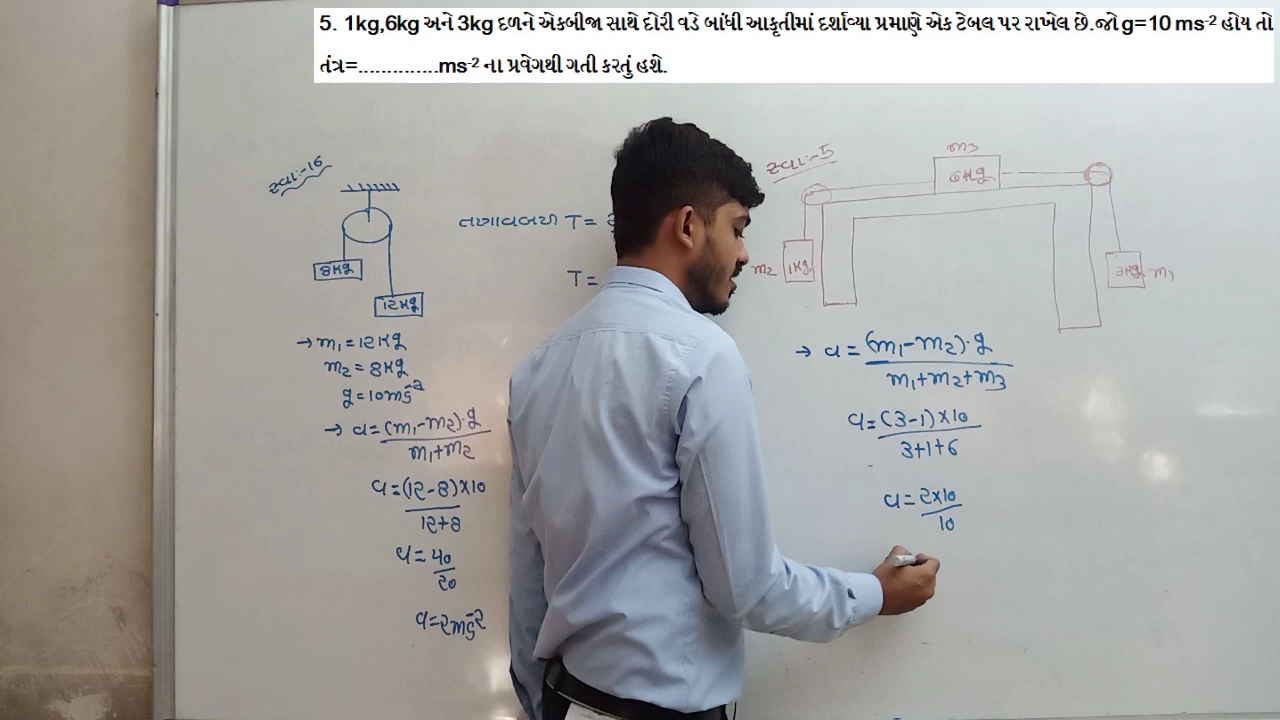 5. 1kg,6kg અને 3kg દળને એકબીજા સાથે દોરી વડે બાંધી આકૃતીમાં દર્શાવ્યા પ્રમાણે એક ટેબલ પર રાખેલ છે.જો g=10 ms⁻² હોય તો
તંત્ર=..............ms⁻² ના પ્રવેગથી ગતી કરતું હશે.
સ્વા:-16
8kg
12kg
→ m₁=12kg
m₂=8kg
g=10ms⁻²
→ a=(m₁-m₂)·g
m₁+m₂
a=(12-8)×10
12+8
a=40
20
a=2ms⁻²
તણાવબળ T=
T=
સ્વા:-5
m₃
6kg
m₂ 1kg
3kg m₁
→ a=(m₁-m₂)·g
m₁+m₂+m₃
a=(3-1)×10
3+1+6
a=2×10
10